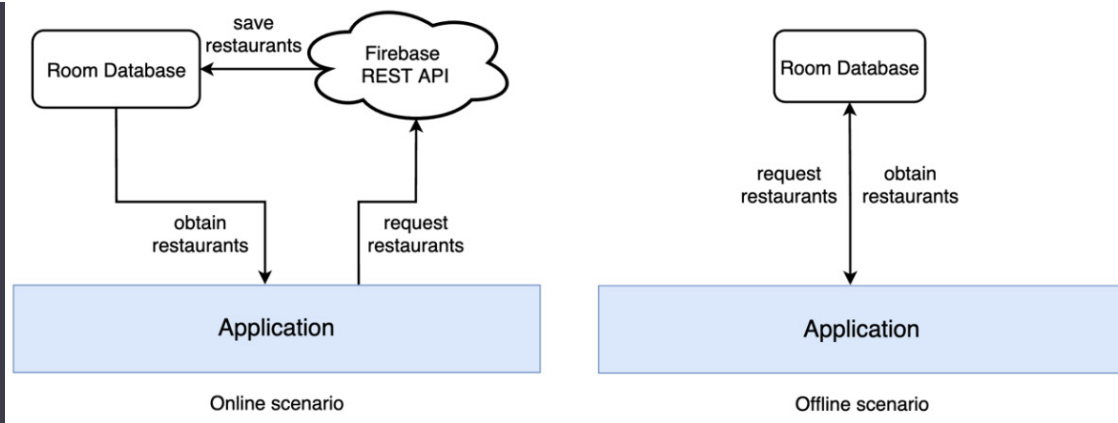 save
restaurants
Room Database
Firebase
REST API
obtain
restaurants
request
restaurants
Application
Online scenario
Room Database
request
restaurants
obtain
restaurants
Application
Offline scenario